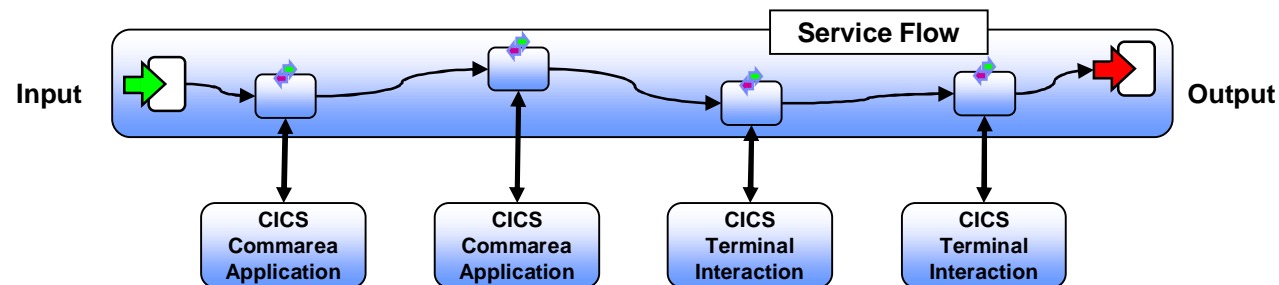 Service Flow
Input
Output
CICS
Commarea
Application
CICS
Commarea
Application
CICS
Terminal
Interaction
CICS
Terminal
Interaction